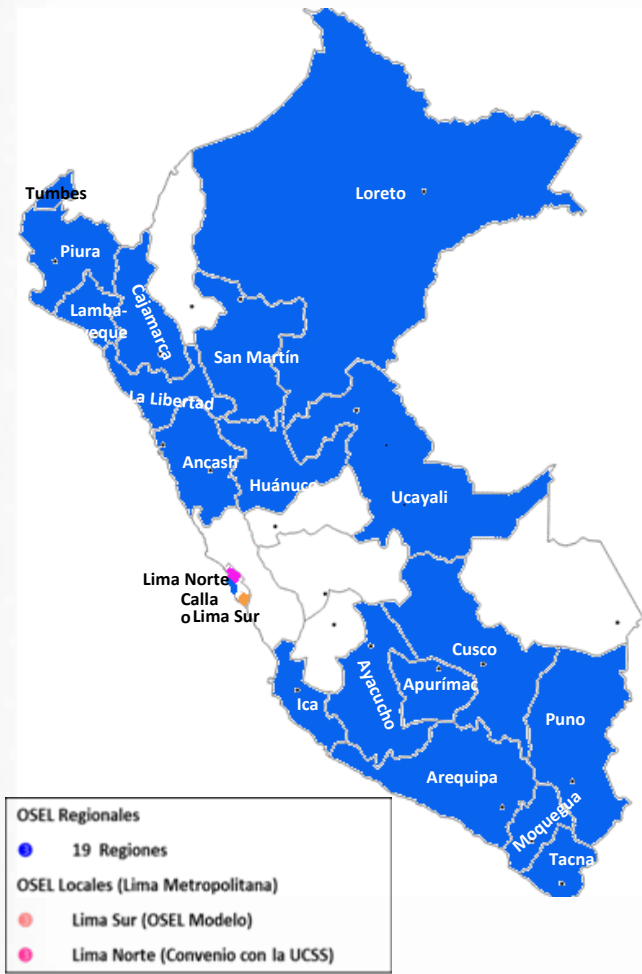 Loreto
Tumbes
Piura
Cajamarca
Lamba-
yeque
San Martín
La Libertad
Ancash
Huánuco
Ucayali
Lima Norte
Calla
o Lima Sur
Cusco
Ayacucho
Apurímac
Ica
Puno
Arequipa
Moquegua
Tacna
OSEL Regionales
19 Regiones
OSEL Locales (Lima Metropolitana)
Lima Sur (OSEL Modelo)
Lima Norte (Convenio con la UCSS)